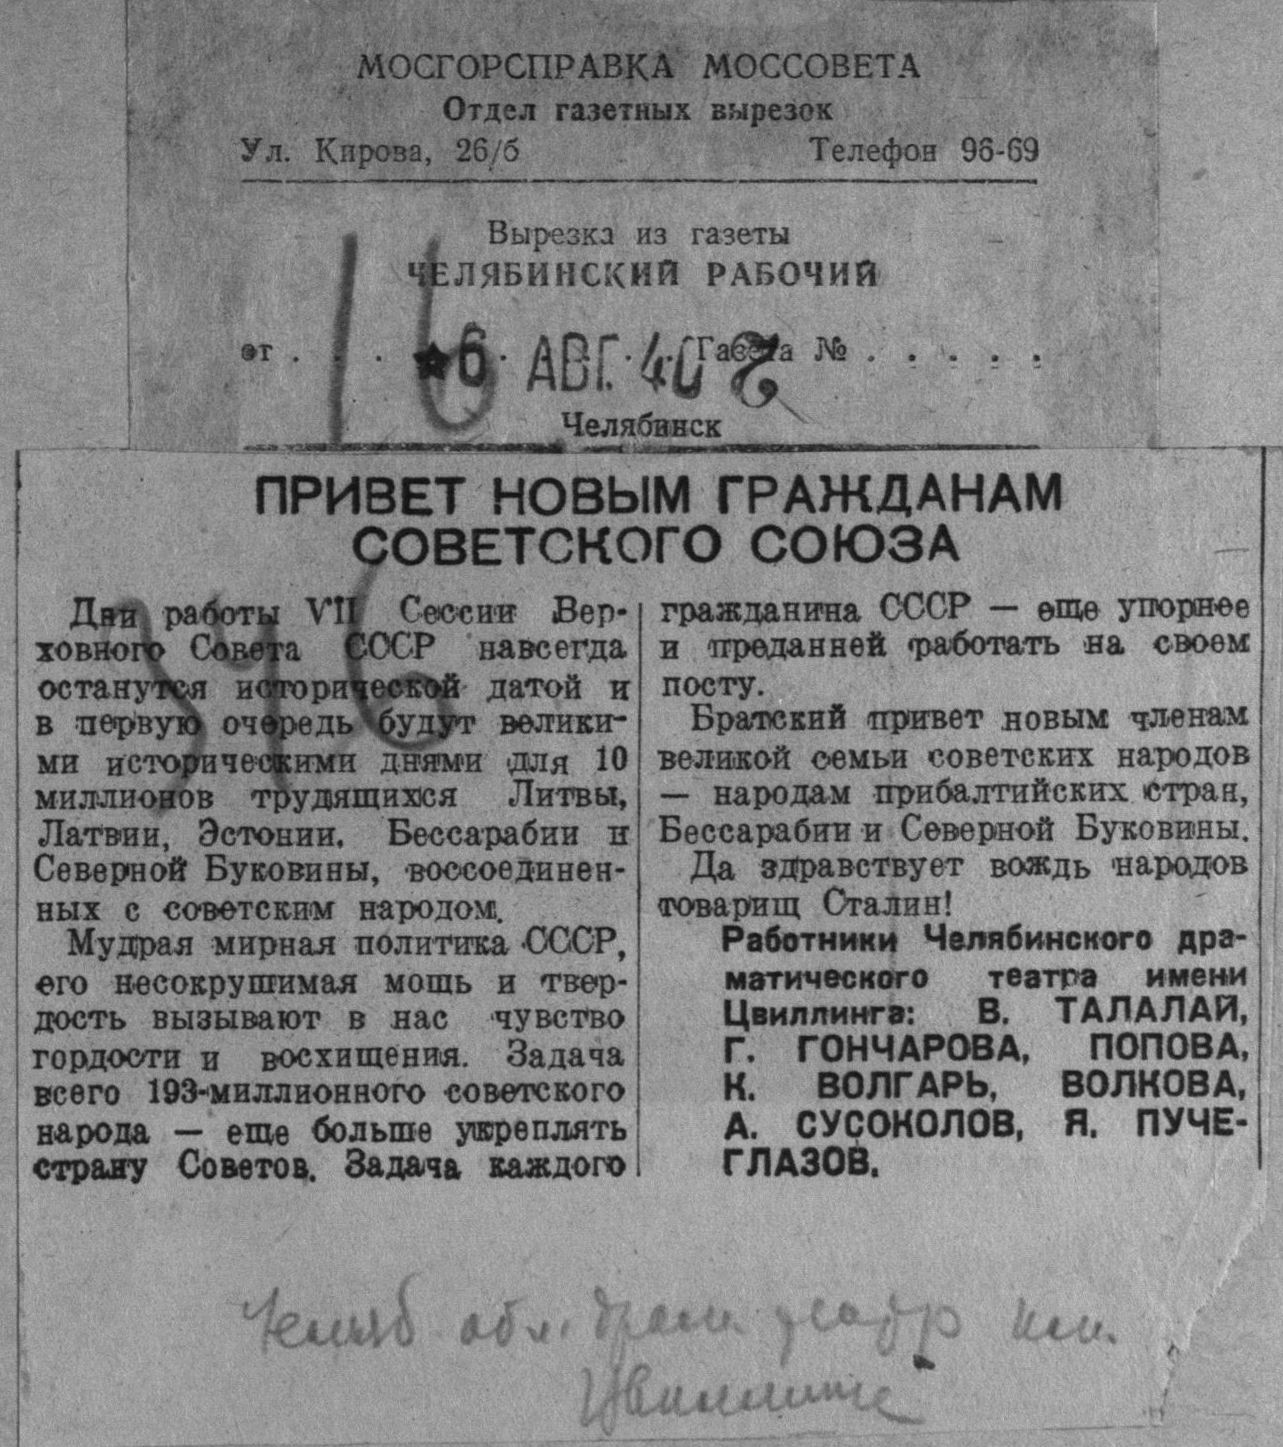 МОСГОРСПРАВКА МОССОВЕТА
Отдел газетных вырезок
Ул. Кирова, 26/б Телефон 96-69
Вырезка из газеты
ЧЕЛЯБИНСКИЙ РАБОЧИЙ
от . . . 6 АВГ. 40 Газета № . . . . .
Челябинск
16
ПРИВЕТ НОВЫМ ГРАЖДАНАМ
СОВЕТСКОГО СОЮЗА
Дни работы VII Сессии Вер-
ховного Совета СССР навсегда
останутся исторической датой и
в первую очередь будут велики-
ми историческими днями для 10
миллионов трудящихся Литвы,
Латвии, Эстонии, Бессарабии и
Северной Буковины, воссоединен-
ных с советским народом.
Мудрая мирная политика СССР,
его несокрушимая мощь и твер-
дость вызывают в нас чувство
гордости и восхищения. Задача
всего 193-миллионного советского
народа — еще больше укреплять
страну Советов. Задача каждого
гражданина СССР — еще упорнее
и преданней работать на своем
посту.
Братский привет новым членам
великой семьи советских народов
— народам прибалтийских стран,
Бессарабии и Северной Буковины.
Да здравствует вождь народов
товарищ Сталин!
Работники Челябинского дра-
матического театра имени
Цвиллинга: В. ТАЛАЛАЙ,
Г. ГОНЧАРОВА, ПОПОВА,
К. ВОЛГАРЬ, ВОЛКОВА,
А. СУСОКОЛОВ, Я. ПУЧЕ-
ГЛАЗОВ.
Челяб обл. драм. театр им.